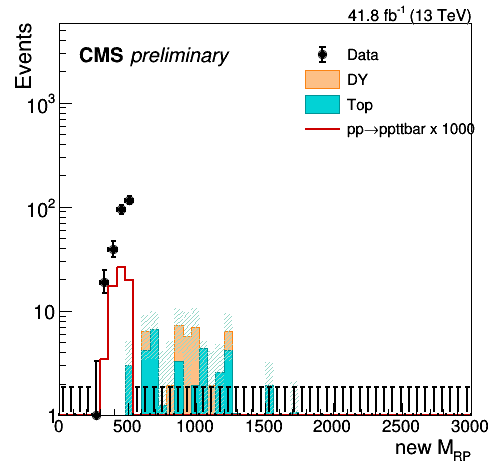 41.8 fb⁻¹ (13 TeV)
Events
CMS preliminary
Data
DY
Top
pp→ppttbar x 1000
10³
10²
10
1
0 500 1000 1500 2000 2500 3000
new M_RP